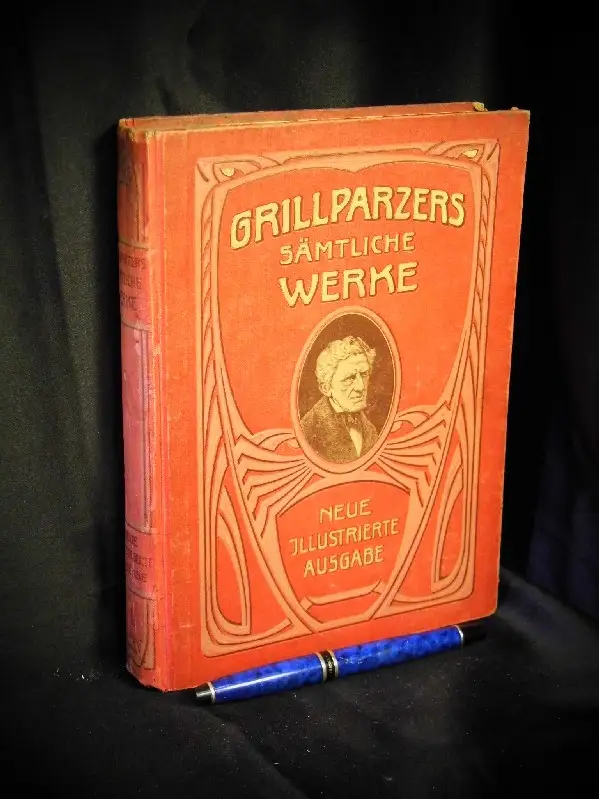 GRILLPARZERS
SÄMTLICHE
WERKE
NEUE
ILLUSTRIERTE
AUSGABE